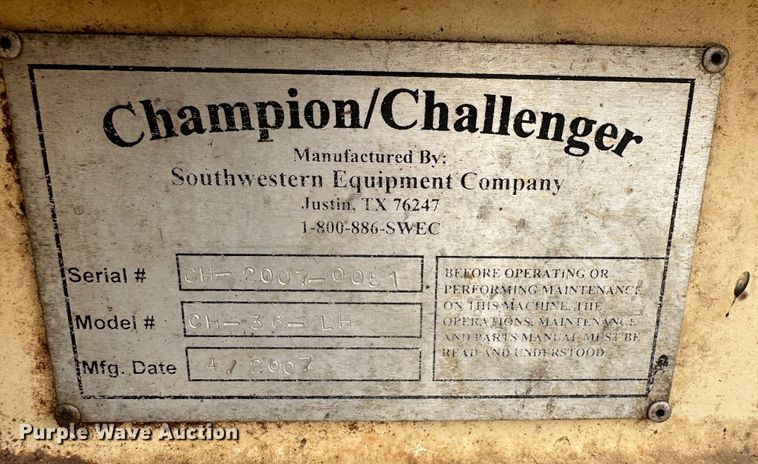 Champion/Challenger
Manufactured By:
Southwestern Equipment Company
Justin, TX 76247
1-800-886-SWEC
Serial # CH-2007-0051
Model # CH-36-LH
Mfg. Date 4/2007
BEFORE OPERATING OR
PERFORMING MAINTENANCE
ON THIS MACHINE, THE
OPERATIONS, MAINTENANCE
AND PARTS MANUAL MUST BE
READ AND UNDERSTOOD
Purple Wave Auction